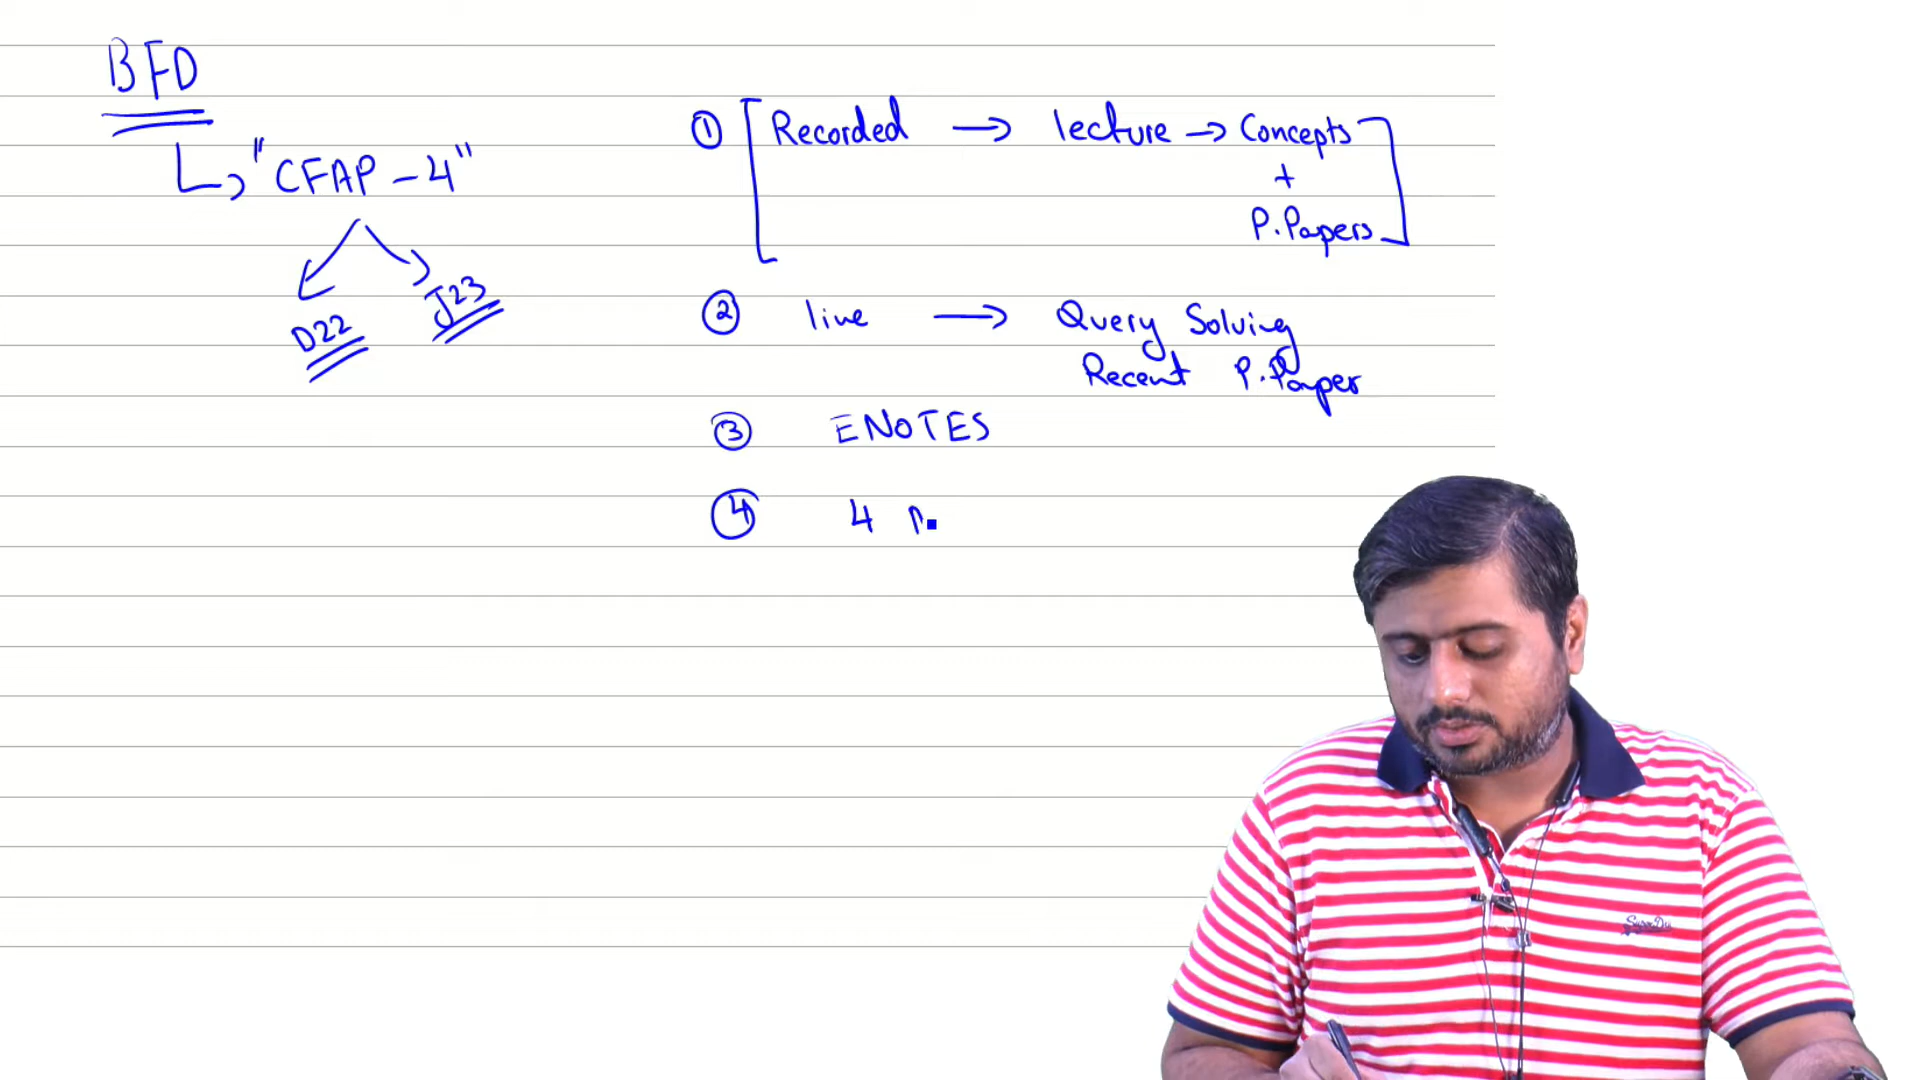 BFD
"CFAP - 4"
D22
J23
① Recorded → lecture → Concepts
+
P.Papers
② live → Query Solving
Recent P.Paper
③ ENOTES
④ 4